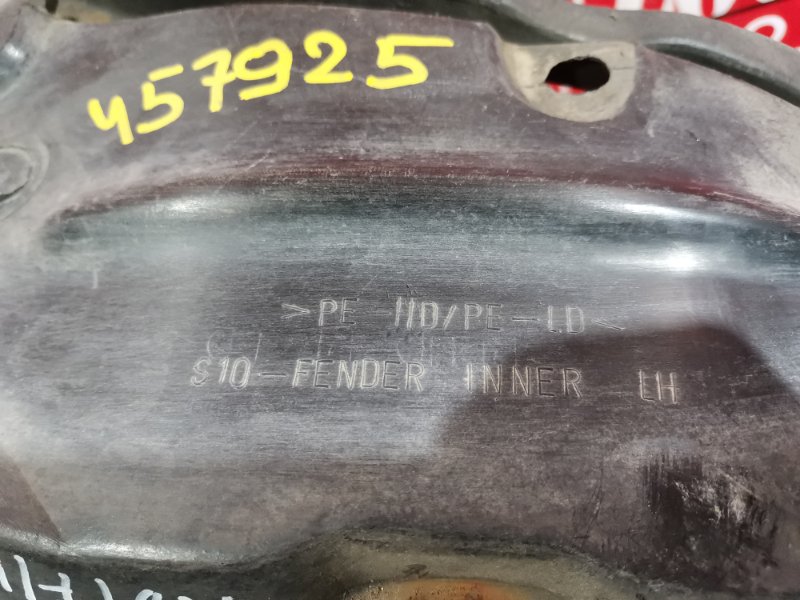 457925
>PE-HD/PE-LD<
S10-FENDER INNER LH